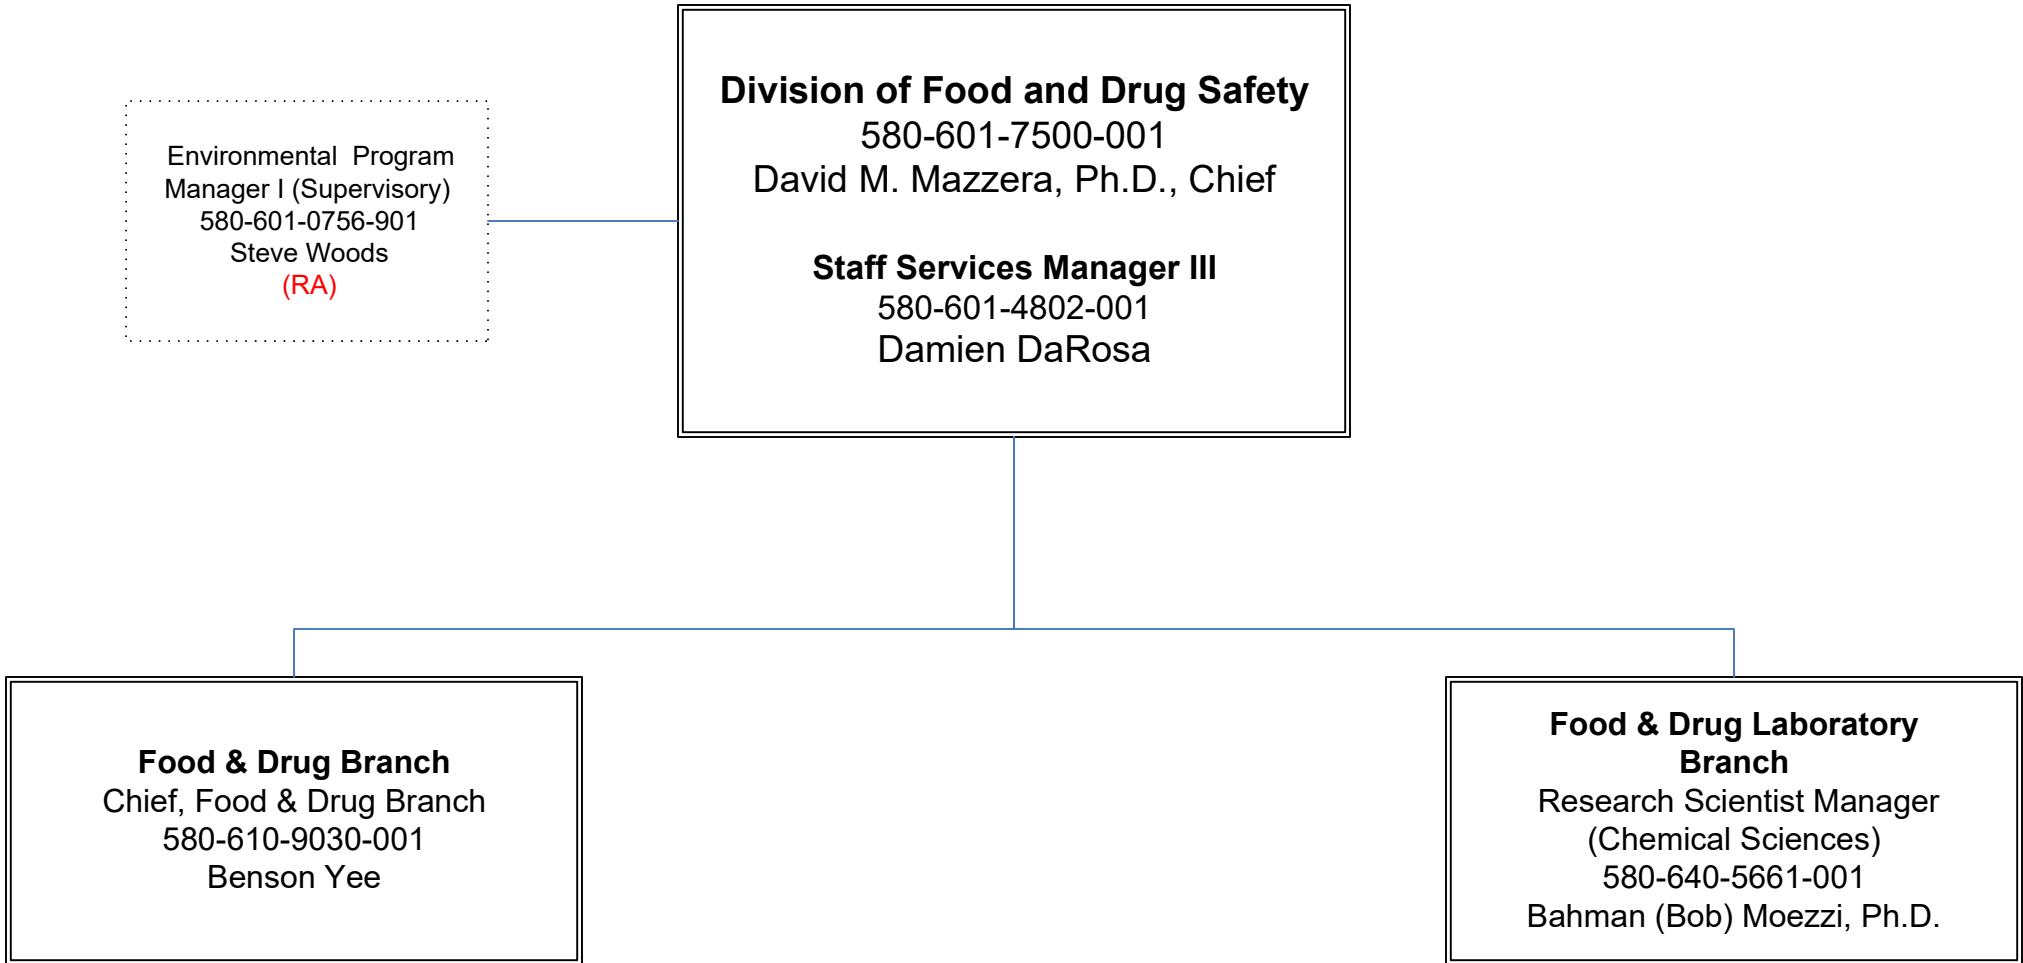 Division of Food and Drug Safety
580-601-7500-001
David M. Mazzera, Ph.D., Chief
Staff Services Manager III
580-601-4802-001
Damien DaRosa
Environmental Program
Manager I (Supervisory)
580-601-0756-901
Steve Woods
(RA)
Food & Drug Branch
Chief, Food & Drug Branch
580-610-9030-001
Benson Yee
Food & Drug Laboratory
Branch
Research Scientist Manager
(Chemical Sciences)
580-640-5661-001
Bahman (Bob) Moezzi, Ph.D.